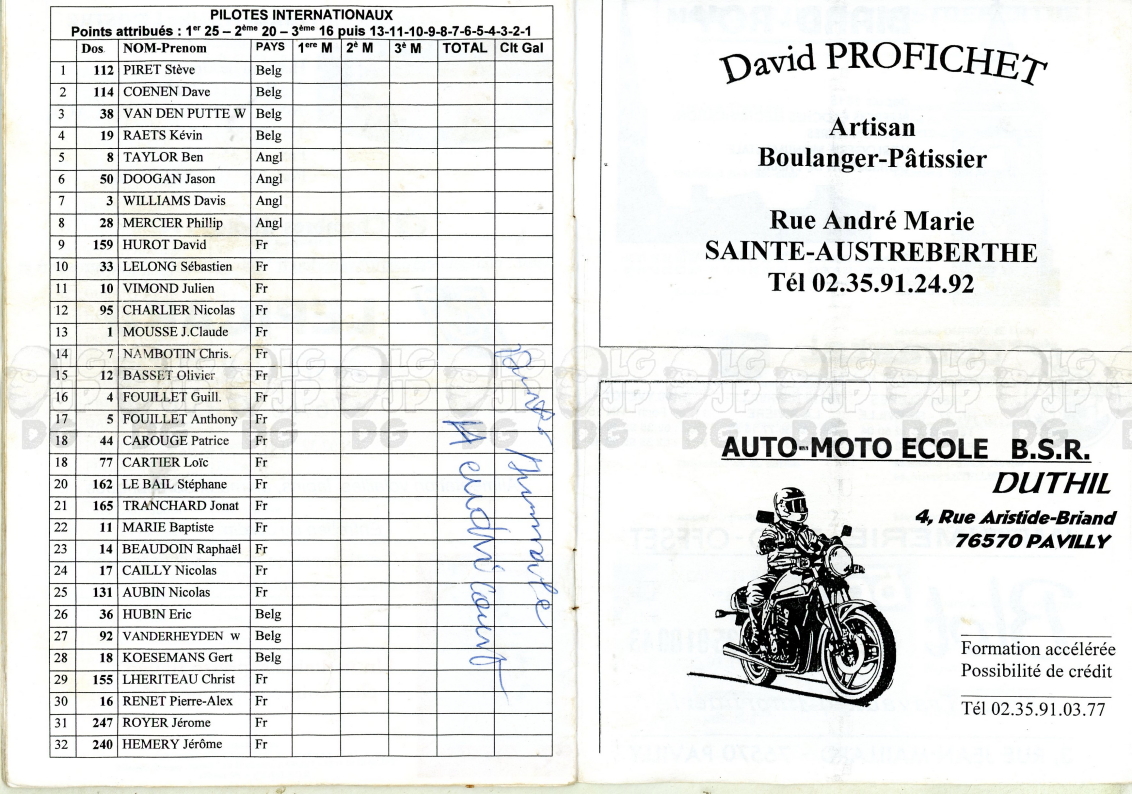 PILOTES INTERNATIONAUX
Points attribués : 1er 25 – 2ème 20 – 3ème 16 puis 13-11-10-9-8-7-6-5-4-3-2-1
Dos. NOM-Prenom PAYS 1ere M 2è M 3è M TOTAL Clt Gal
1 112 PIRET Stève Belg
2 114 COENEN Dave Belg
3 38 VAN DEN PUTTE W Belg
4 19 RAETS Kévin Belg
5 8 TAYLOR Ben Angl
6 50 DOOGAN Jason Angl
7 3 WILLIAMS Davis Angl
8 28 MERCIER Phillip Angl
9 159 HUROT David Fr
10 33 LELONG Sébastien Fr
11 10 VIMOND Julien Fr
12 95 CHARLIER Nicolas Fr
13 1 MOUSSE J.Claude Fr
14 7 NAMBOTIN Chris. Fr
15 12 BASSET Olivier Fr
16 4 FOUILLET Guill. Fr
17 5 FOUILLET Anthony Fr
18 44 CAROUGE Patrice Fr
18 77 CARTIER Loïc Fr
20 162 LE BAIL Stéphane Fr
21 165 TRANCHARD Jonat Fr
22 11 MARIE Baptiste Fr
23 14 BEAUDOIN Raphaël Fr
24 17 CAILLY Nicolas Fr
25 131 AUBIN Nicolas Fr
26 36 HUBIN Eric Belg
27 92 VANDERHEYDEN W Belg
28 18 KOESEMANS Gert Belg
29 155 LHERITEAU Christ Fr
30 16 RENET Pierre-Alex Fr
31 247 ROYER Jérome Fr
32 240 HEMERY Jérôme Fr
David PROFICHET
Artisan
Boulanger-Pâtissier
Rue André Marie
SAINTE-AUSTREBERTHE
Tél 02.35.91.24.92
AUTO-MOTO ECOLE B.S.R.
DUTHIL
4, Rue Aristide-Briand
76570 PAVILLY
Formation accélérée
Possibilité de crédit
Tél 02.35.91.03.77
LG JP DG